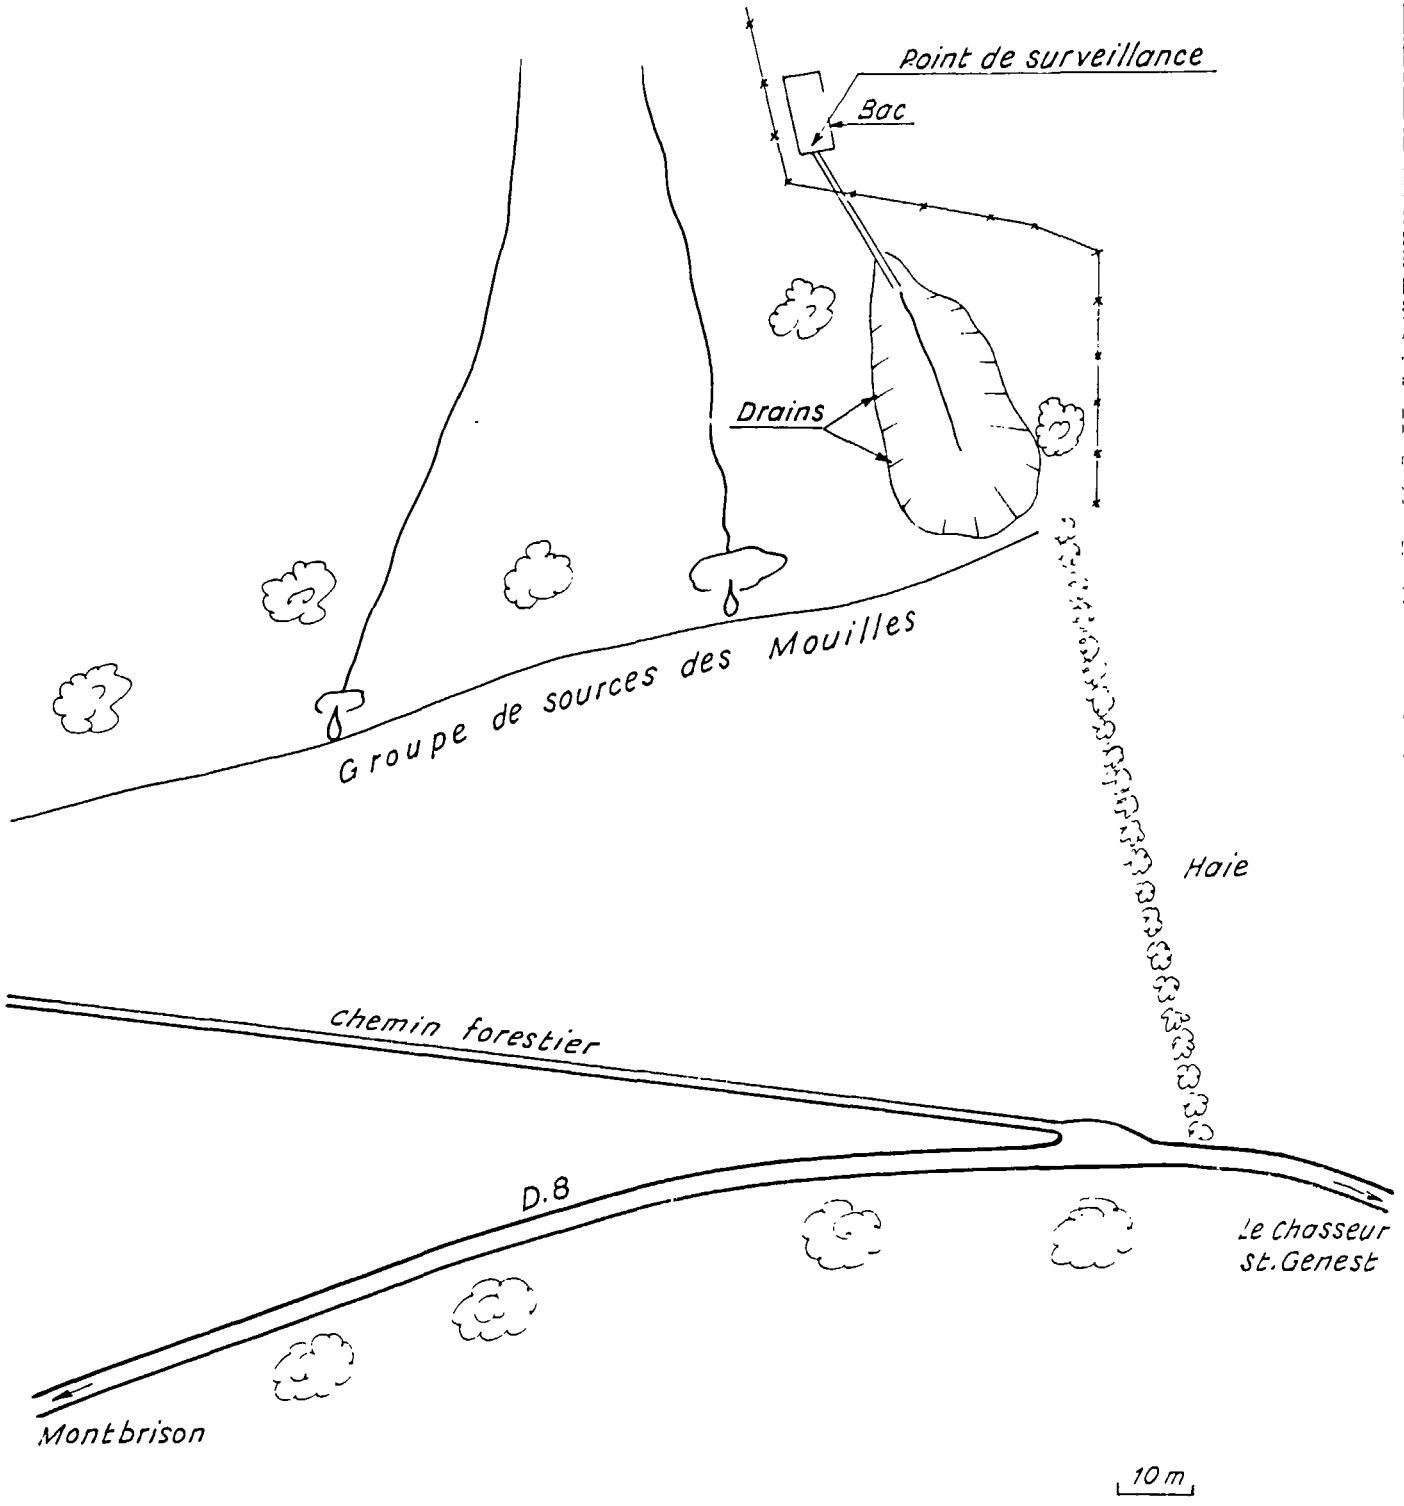 Point de surveillance
Bac
Drains
Groupe de sources des Mouilles
Haie
chemin forestier
D.8
Le Chasseur
St. Genest
Montbrison
10 m